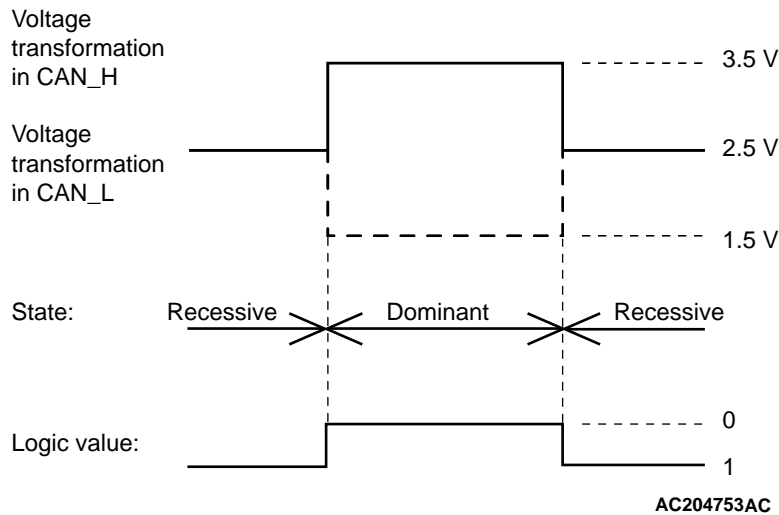 Voltage
transformation
in CAN_H
3.5 V
Voltage
transformation
in CAN_L
2.5 V
1.5 V
State:
Recessive
Dominant
Recessive
0
Logic value:
1
AC204753AC